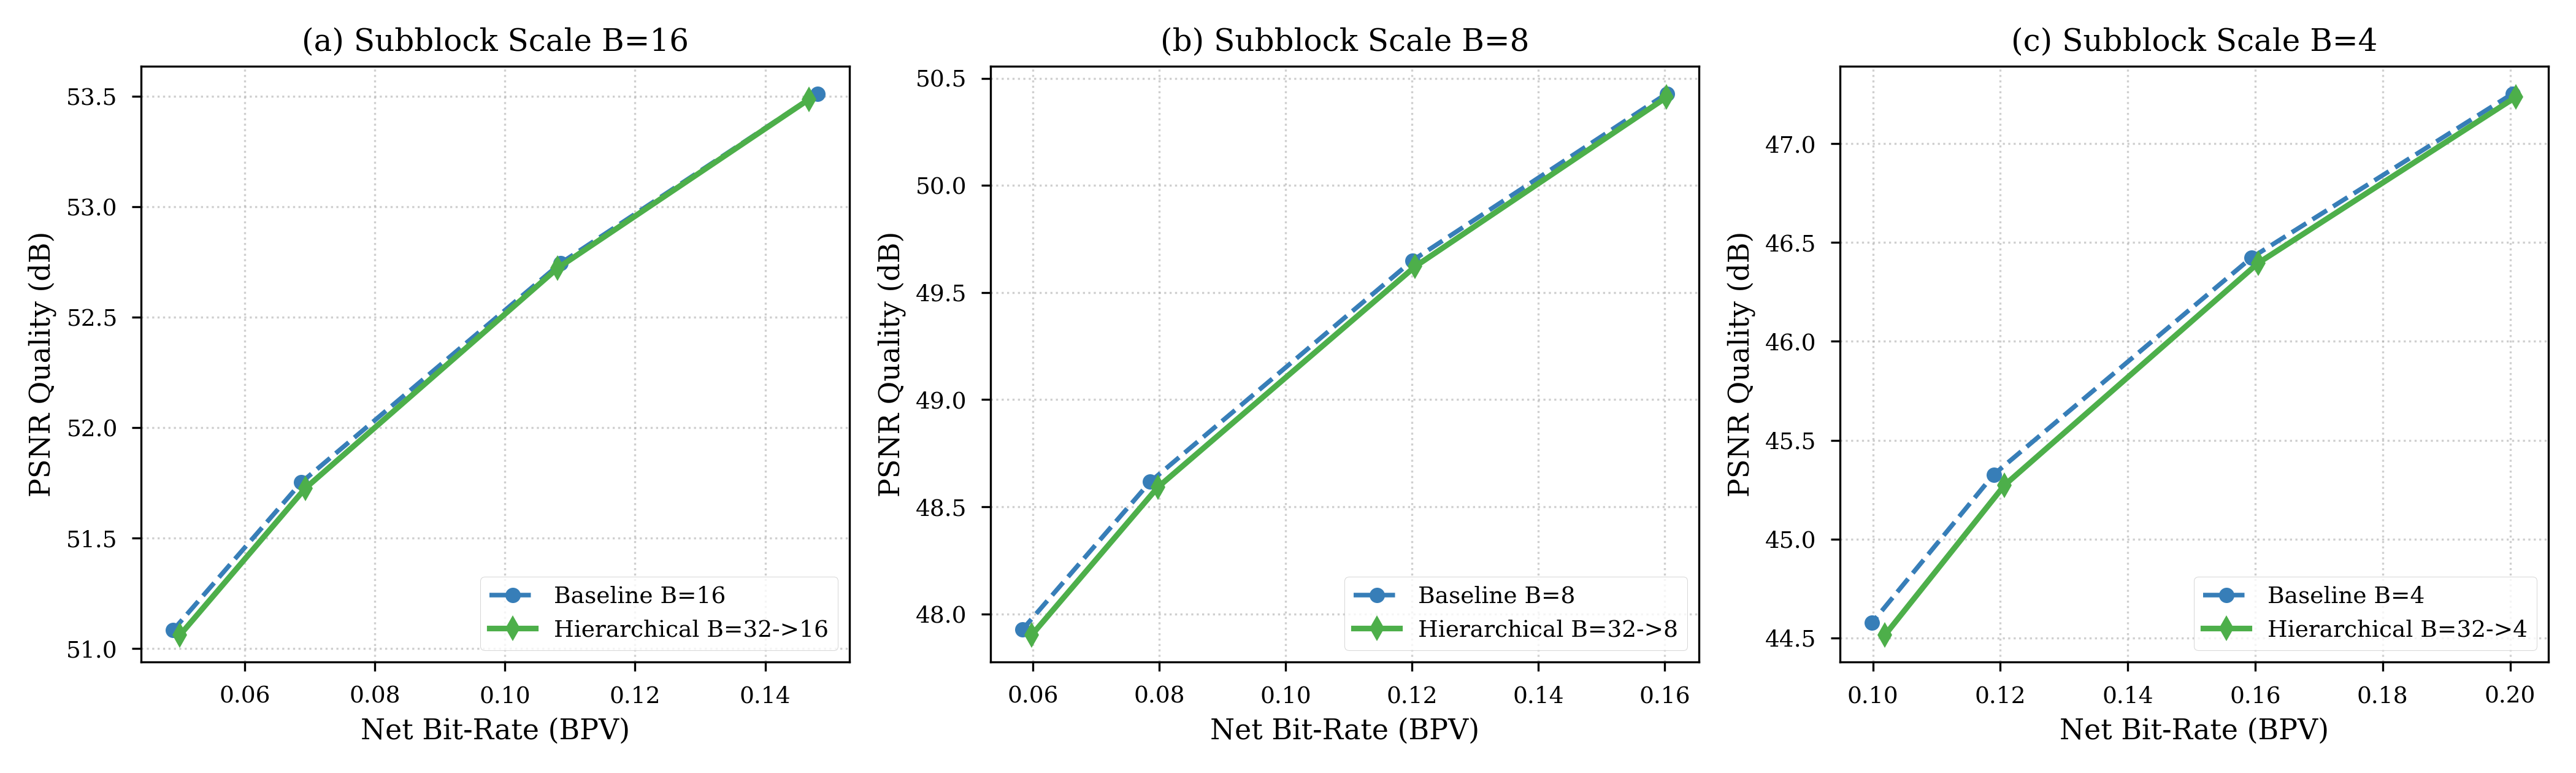 (a) Subblock Scale B=16
PSNR Quality (dB)
53.5
53.0
52.5
52.0
51.5
51.0
Baseline B=16
Hierarchical B=32->16
0.06 0.08 0.10 0.12 0.14
Net Bit-Rate (BPV)
(b) Subblock Scale B=8
PSNR Quality (dB)
50.5
50.0
49.5
49.0
48.5
48.0
Baseline B=8
Hierarchical B=32->8
0.06 0.08 0.10 0.12 0.14 0.16
Net Bit-Rate (BPV)
(c) Subblock Scale B=4
PSNR Quality (dB)
47.0
46.5
46.0
45.5
45.0
44.5
Baseline B=4
Hierarchical B=32->4
0.10 0.12 0.14 0.16 0.18 0.20
Net Bit-Rate (BPV)